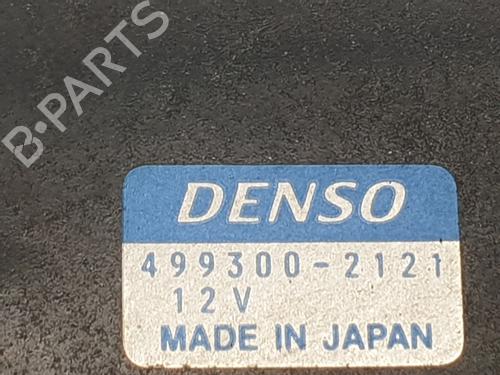 B-PARTS
DENSO
499300-2121
12V
MADE IN JAPAN